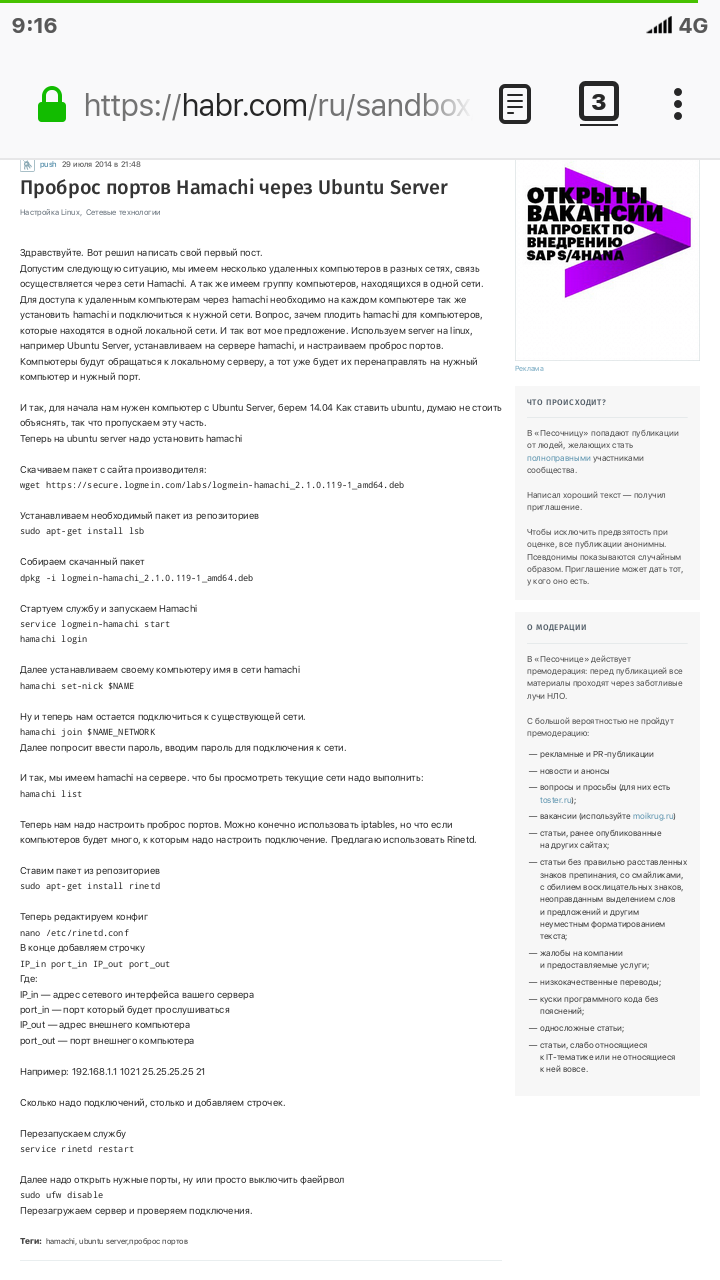 9:16
4G
https://habr.com/ru/sandbox
3
push 29 июля 2014 в 21:48
Проброс портов Hamachi через Ubuntu Server
Настройка Linux, Сетевые технологии
Здравствуйте. Вот решил написать свой первый пост.
Допустим следующую ситуацию, мы имеем несколько удаленных компьютеров в разных сетях, связь
осуществляется через сети Hamachi. А так же имеем группу компьютеров, находящихся в одной сети.
Для доступа к удаленным компьютерам через hamachi необходимо на каждом компьютере так же
установить hamachi и подключиться к нужной сети. Вопрос, зачем плодить hamachi для компьютеров,
которые находятся в одной локальной сети. И так вот мое предложение. Используем server на linux,
например Ubuntu Server, устанавливаем на сервере hamachi, и настраиваем проброс портов.
Компьютеры будут обращаться к локальному серверу, а тот уже будет их перенаправлять на нужный
компьютер и нужный порт.
И так, для начала нам нужен компьютер с Ubuntu Server, берем 14.04 Как ставить ubuntu, думаю не стоить
объяснять, так что пропускаем эту часть.
Теперь на ubuntu server надо установить hamachi
Скачиваем пакет с сайта производителя:
wget https://secure.logmein.com/labs/logmein-hamachi_2.1.0.119-1_amd64.deb
Устанавливаем необходимый пакет из репозиториев
sudo apt-get install lsb
Собираем скачанный пакет
dpkg -i logmein-hamachi_2.1.0.119-1_amd64.deb
Стартуем службу и запускаем Hamachi
service logmein-hamachi start
hamachi login
Далее устанавливаем своему компьютеру имя в сети hamachi
hamachi set-nick $NAME
Ну и теперь нам остается подключиться к существующей сети.
hamachi join $NAME_NETWORK
Далее попросит ввести пароль, вводим пароль для подключения к сети.
И так, мы имеем hamachi на сервере. что бы просмотреть текущие сети надо выполнить:
hamachi list
Теперь нам надо настроить проброс портов. Можно конечно использовать iptables, но что если
компьютеров будет много, к которым надо настроить подключение. Предлагаю использовать Rinetd.
Ставим пакет из репозиториев
sudo apt-get install rinetd
Теперь редактируем конфиг
nano /etc/rinetd.conf
В конце добавляем строчку
IP_in port_in IP_out port_out
Где:
IP_in — адрес сетевого интерфейса вашего сервера
port_in — порт который будет прослушиваться
IP_out — адрес внешнего компьютера
port_out — порт внешнего компьютера
Например: 192.168.1.1 1021 25.25.25.25 21
Сколько надо подключений, столько и добавляем строчек.
Перезапускаем службу
service rinetd restart
Далее надо открыть нужные порты, ну или просто выключить фаейрвол
sudo ufw disable
Перезагружаем сервер и проверяем подключения.
Теги: hamachi, ubuntu server,проброс портов
ОТКРЫТЫ
ВАКАНСИИ
НА ПРОЕКТ ПО
ВНЕДРЕНИЮ
SAP S/4HANA
Реклама
ЧТО ПРОИСХОДИТ?
В «Песочницу» попадают публикации
от людей, желающих стать
полноправными участниками
сообщества.
Написал хороший текст — получил
приглашение.
Чтобы исключить предвзятость при
оценке, все публикации анонимны.
Псевдонимы показываются случайным
образом. Приглашение может дать тот,
у кого оно есть.
О МОДЕРАЦИИ
В «Песочнице» действует
премодерация: перед публикацией все
материалы проходят через заботливые
лучи НЛО.
С большой вероятностью не пройдут
премодерацию:
— рекламные и PR-публикации
— новости и анонсы
— вопросы и просьбы (для них есть
toster.ru);
— вакансии (используйте moikrug.ru)
— статьи, ранее опубликованные
на других сайтах;
— статьи без правильно расставленных
знаков препинания, со смайликами,
с обилием восклицательных знаков,
неоправданным выделением слов
и предложений и другим
неуместным форматированием
текста;
— жалобы на компании
и предоставляемые услуги;
— низкокачественные переводы;
— куски программного кода без
пояснений;
— односложные статьи;
— статьи, слабо относящиеся
к IT-тематике или не относящиеся
к ней вовсе.